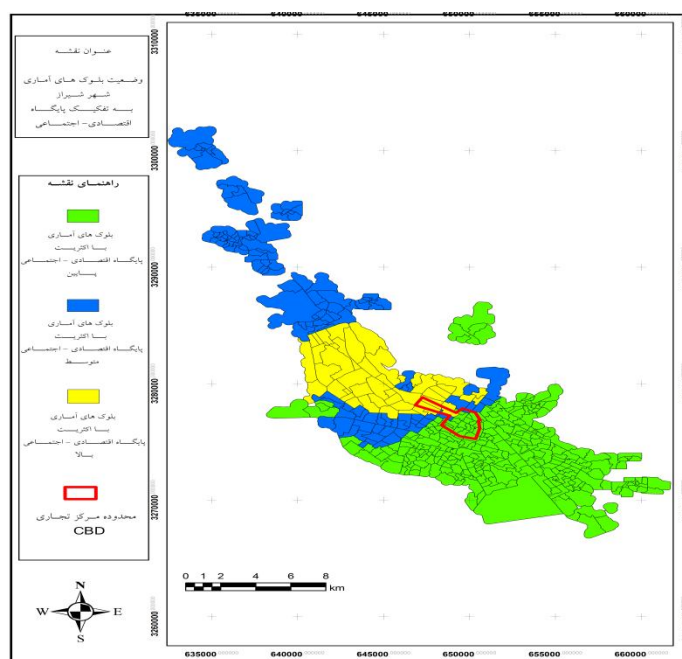 635000 640000 645000 650000 655000 660000
عنوان نقشه
وضعیت بلوک های آماری
شهر شیراز
به تفکیک پایگاه
اقتصادی - اجتماعی
راهنمای نقشه
بلوک های آماری
با اکثریت
پایگاه اقتصادی - اجتماعی
پایین
بلوک های آماری
با اکثریت
پایگاه اقتصادی - اجتماعی
متوسط
بلوک های آماری
با اکثریت
پایگاه اقتصادی - اجتماعی
بالا
محدوده مرکز تجاری
CBD
N
W E
S
3310000
3300000
3290000
3280000
3270000
3260000
0 1 2 4 6 8
km
635000 640000 645000 650000 655000 660000